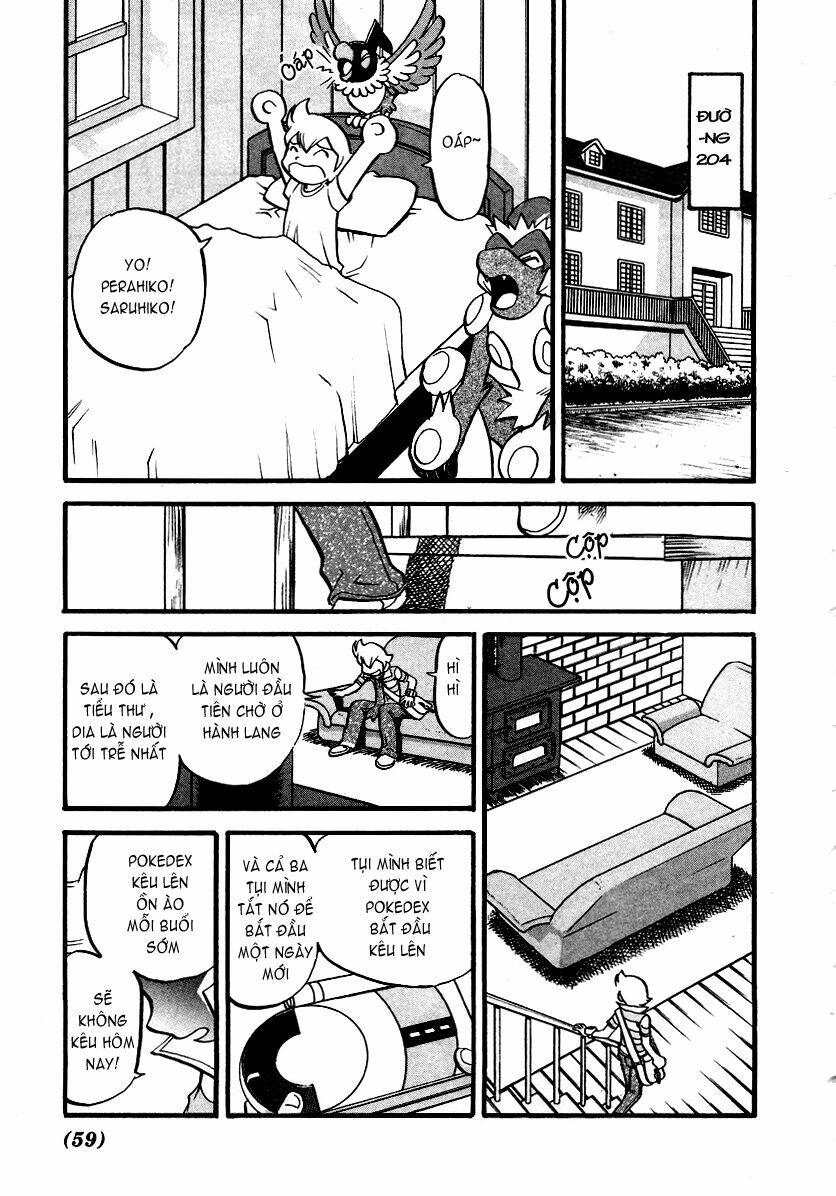 ĐƯỜ
-NG
204
OÁP~
Oáp
YO!
PERAHIKO!
SARUHIKO!
CỘP
CỘP
HÌ
HÌ
MÌNH LUÔN
LÀ NGƯỜI ĐẦU
TIÊN CHỜ Ở
HÀNH LANG
SAU ĐÓ LÀ
TIỂU THƯ ,
DIA LÀ NGƯỜI
TỚI TRỄ NHẤT
TỤI MÌNH BIẾT
ĐƯỢC VÌ
POKEDEX
BẮT ĐẦU
KÊU LÊN
VÀ CẢ BA
TỤI MÌNH
TẮT NÓ ĐỂ
BẮT ĐẦU
MỘT NGÀY
MỚI
POKEDEX
KÊU LÊN
ỒN ÀO
MỖI BUỔI
SỚM
SẼ
KHÔNG
KÊU HÔM
NAY!
(59)